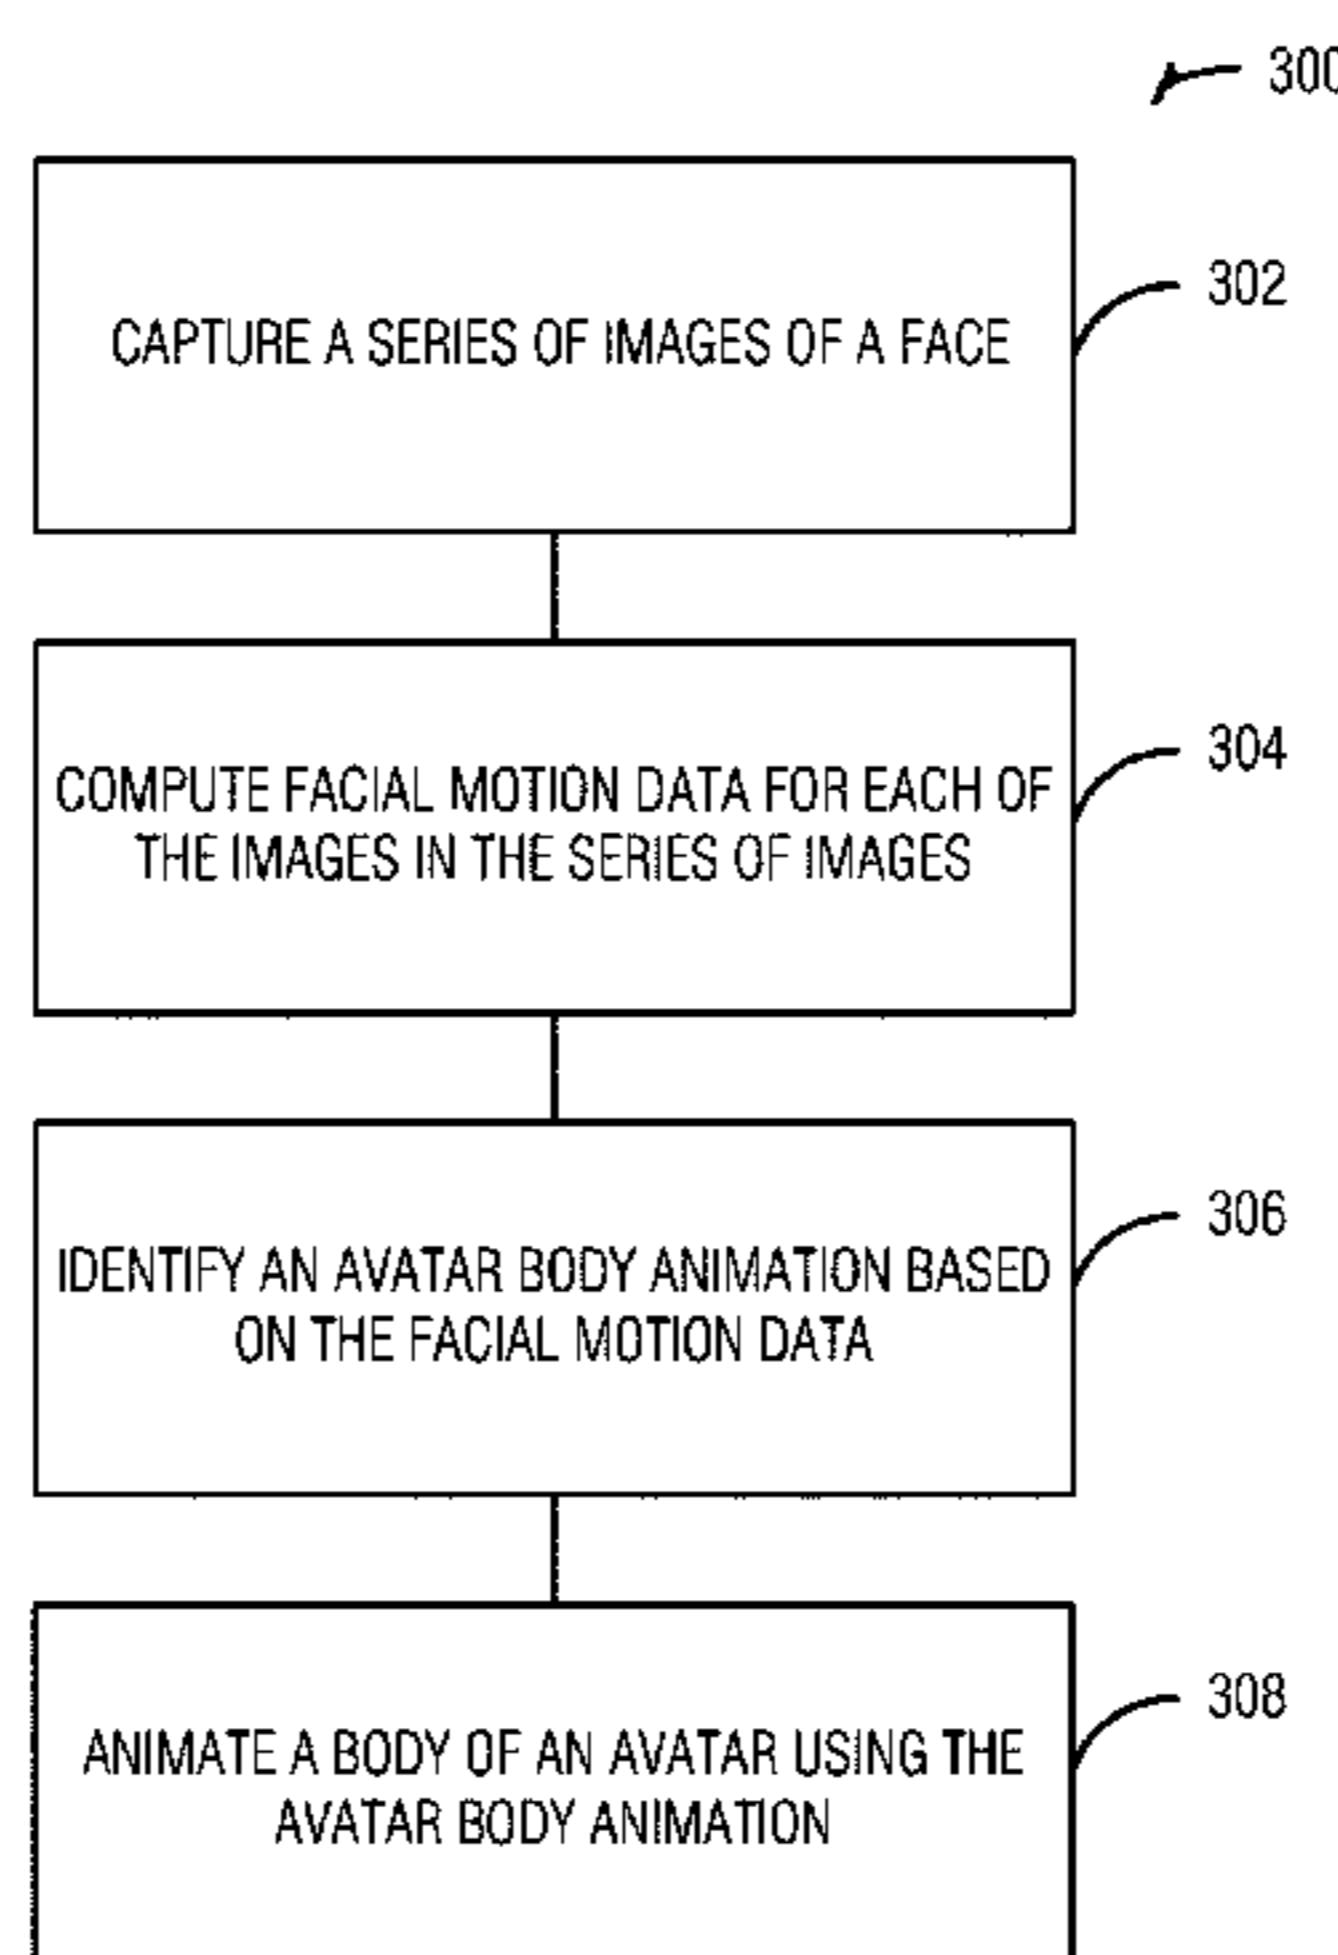 300
CAPTURE A SERIES OF IMAGES OF A FACE
302
COMPUTE FACIAL MOTION DATA FOR EACH OF
THE IMAGES IN THE SERIES OF IMAGES
304
IDENTIFY AN AVATAR BODY ANIMATION BASED
ON THE FACIAL MOTION DATA
306
ANIMATE A BODY OF AN AVATAR USING THE
AVATAR BODY ANIMATION
308